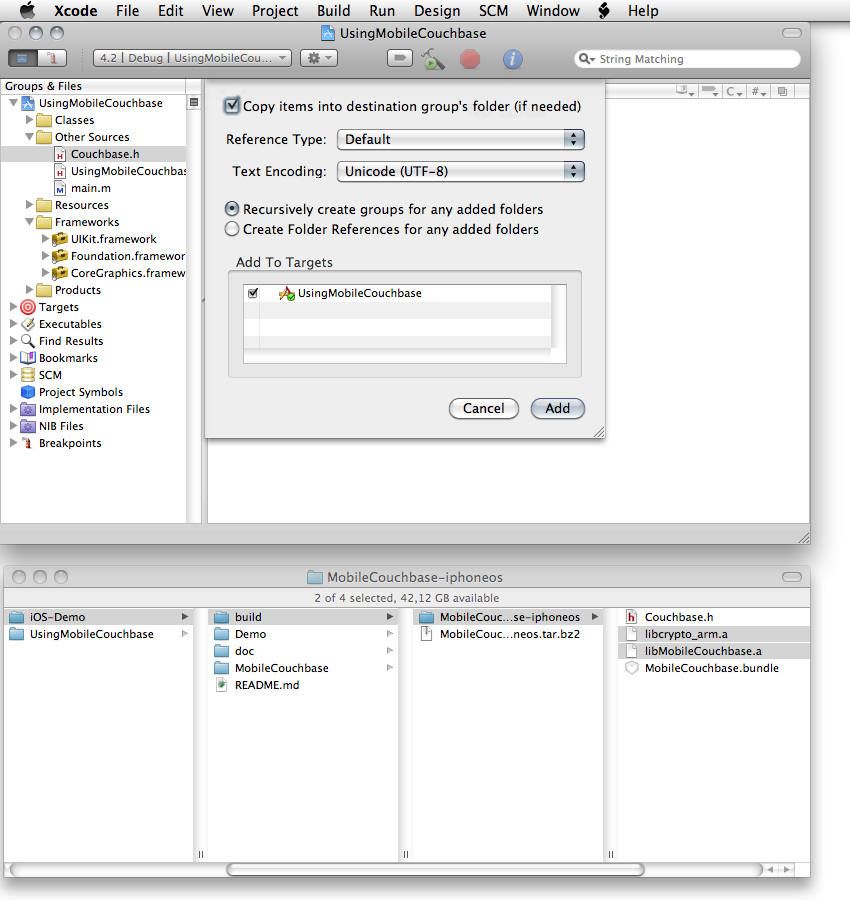 Xcode File Edit View Project Build Run Design SCM Window Help
UsingMobileCouchbase
4.2 | Debug | UsingMobileCou... String Matching
Groups & Files
UsingMobileCouchbase
Classes
Other Sources
Couchbase.h
UsingMobileCouchbas
main.m
Resources
Frameworks
UIKit.framework
Foundation.framewor
CoreGraphics.framew
Products
Targets
Executables
Find Results
Bookmarks
SCM
Project Symbols
Implementation Files
NIB Files
Breakpoints
C #
Copy items into destination group's folder (if needed)
Reference Type: Default
Text Encoding: Unicode (UTF-8)
Recursively create groups for any added folders
Create Folder References for any added folders
Add To Targets
UsingMobileCouchbase
Cancel Add
MobileCouchbase-iphoneos
2 of 4 selected, 42,12 GB available
iOS-Demo
UsingMobileCouchbase
build
Demo
doc
MobileCouchbase
README.md
MobileCouc...se-iphoneos
MobileCouc...neos.tar.bz2
Couchbase.h
libcrypto_arm.a
libMobileCouchbase.a
MobileCouchbase.bundle